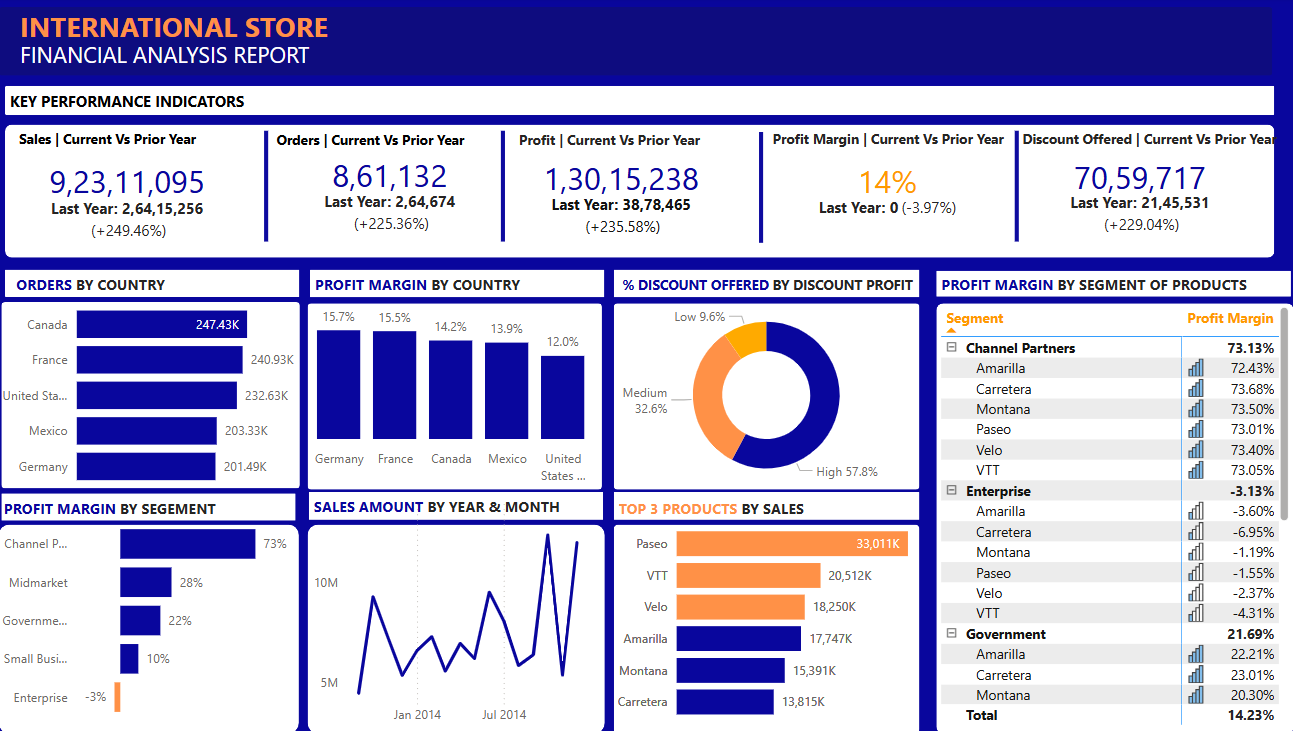 INTERNATIONAL STORE
FINANCIAL ANALYSIS REPORT
KEY PERFORMANCE INDICATORS
Sales | Current Vs Prior Year
9,23,11,095
Last Year: 2,64,15,256
(+249.46%)
Orders | Current Vs Prior Year
8,61,132
Last Year: 2,64,674
(+225.36%)
Profit | Current Vs Prior Year
1,30,15,238
Last Year: 38,78,465
(+235.58%)
Profit Margin | Current Vs Prior Year
14%
Last Year: 0 (-3.97%)
Discount Offered | Current Vs Prior Year
70,59,717
Last Year: 21,45,531
(+229.04%)
ORDERS BY COUNTRY
Canada 247.43K
France 240.93K
United Sta... 232.63K
Mexico 203.33K
Germany 201.49K
PROFIT MARGIN BY COUNTRY
15.7% 15.5% 14.2% 13.9% 12.0%
Germany France Canada Mexico United
States ...
% DISCOUNT OFFERED BY DISCOUNT PROFIT
Low 9.6%
Medium
32.6%
High 57.8%
PROFIT MARGIN BY SEGMENT OF PRODUCTS
Segment Profit Margin
Channel Partners 73.13%
Amarilla 72.43%
Carretera 73.68%
Montana 73.50%
Paseo 73.01%
Velo 73.40%
VTT 73.05%
Enterprise -3.13%
Amarilla -3.60%
Carretera -6.95%
Montana -1.19%
Paseo -1.55%
Velo -2.37%
VTT -4.31%
Government 21.69%
Amarilla 22.21%
Carretera 23.01%
Montana 20.30%
Total 14.23%
PROFIT MARGIN BY SEGEMENT
Channel P... 73%
Midmarket 28%
Governme... 22%
Small Busi... 10%
Enterprise -3%
SALES AMOUNT BY YEAR & MONTH
10M
5M
Jan 2014 Jul 2014
TOP 3 PRODUCTS BY SALES
Paseo 33,011K
VTT 20,512K
Velo 18,250K
Amarilla 17,747K
Montana 15,391K
Carretera 13,815K